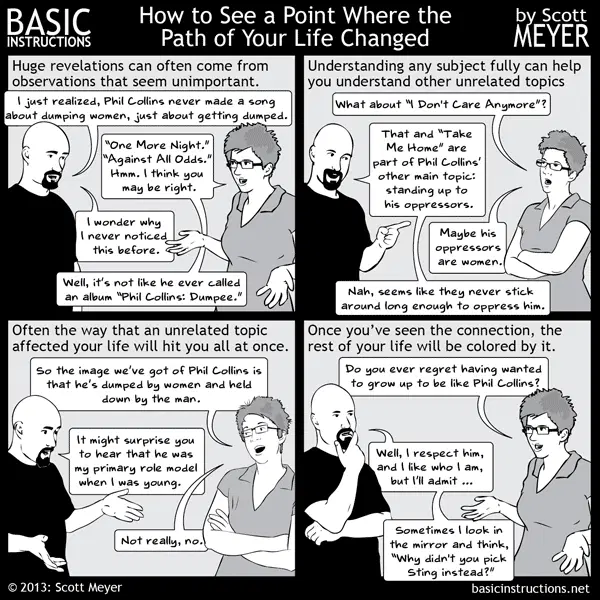 BASIC
INSTRUCTIONS
How to See a Point Where the
Path of Your Life Changed
by Scott
MEYER
Huge revelations can often come from
observations that seem unimportant.
I just realized, Phil Collins never made a song
about dumping women, just about getting dumped.
"One More Night."
"Against All Odds."
Hmm. I think you
may be right.
I wonder why
I never noticed
this before.
Well, it's not like he ever called
an album "Phil Collins: Dumpee."
Understanding any subject fully can help
you understand other unrelated topics
What about "I Don't Care Anymore"?
That and "Take
Me Home" are
part of Phil Collins'
other main topic:
standing up to
his oppressors.
Maybe his
oppressors
are women.
Nah, seems like they never stick
around long enough to oppress him.
Often the way that an unrelated topic
affected your life will hit you all at once.
So the image we've got of Phil Collins is
that he's dumped by women and held
down by the man.
It might surprise you
to hear that he was
my primary role model
when I was young.
Not really, no.
Once you've seen the connection, the
rest of your life will be colored by it.
Do you ever regret having wanted
to grow up to be like Phil Collins?
Well, I respect him,
and I like who I am,
but I'll admit ...
Sometimes I look in
the mirror and think,
"Why didn't you pick
Sting instead?"
© 2013: Scott Meyer
basicinstructions.net